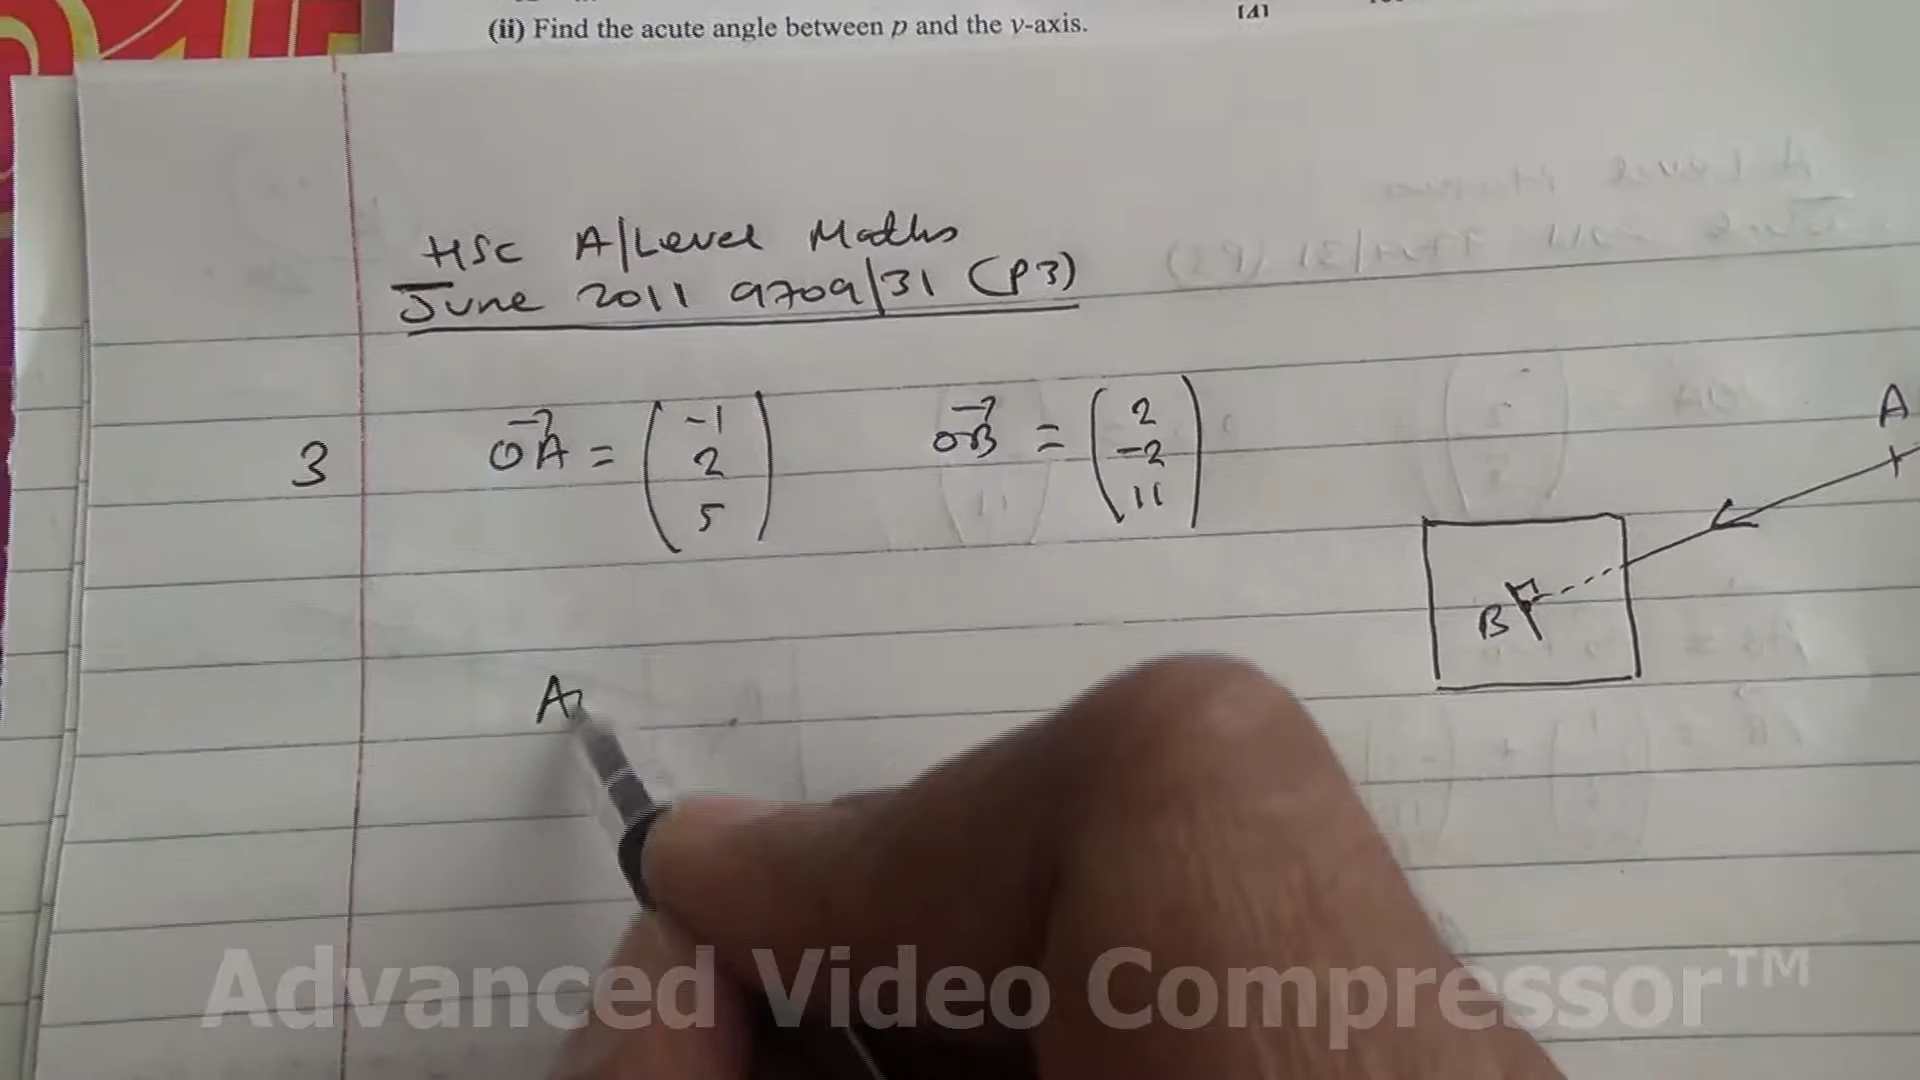 (ii) Find the acute angle between p and the y-axis.
[4]
HSC A/Level Maths
June 2011 9709/31 (P3)
3 OA = (-1 2 5) OB = (2 -2 11)
A
B
A
Advanced Video Compressor™